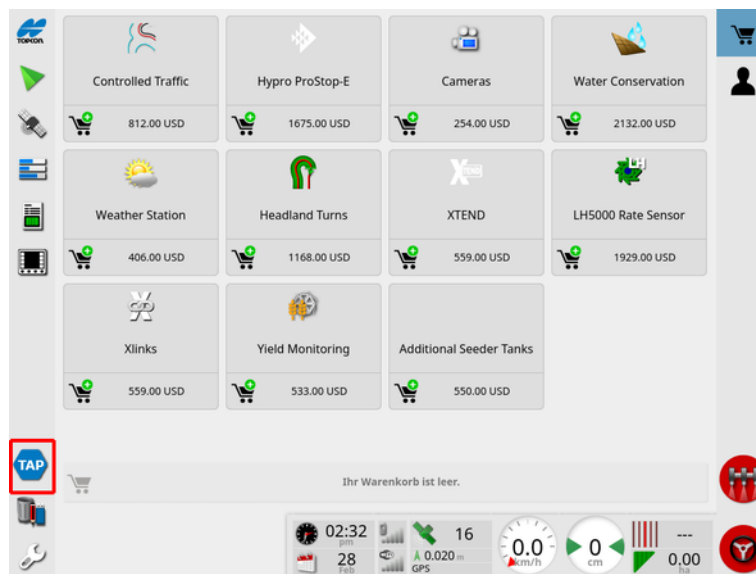 TOPCON
Controlled Traffic
Hypro ProStop-E
Cameras
Water Conservation
812.00 USD
1675.00 USD
254.00 USD
2132.00 USD
Weather Station
Headland Turns
XTEND
XTEND
LH
LH5000 Rate Sensor
406.00 USD
1168.00 USD
559.00 USD
1929.00 USD
Xlinks
Yield Monitoring
Additional Seeder Tanks
559.00 USD
533.00 USD
550.00 USD
TAP
Ihr Warenkorb ist leer.
02:32
pm
16
28
Feb
0.020 m
GPS
0.0
km/h
0
cm
---
0.00
ha